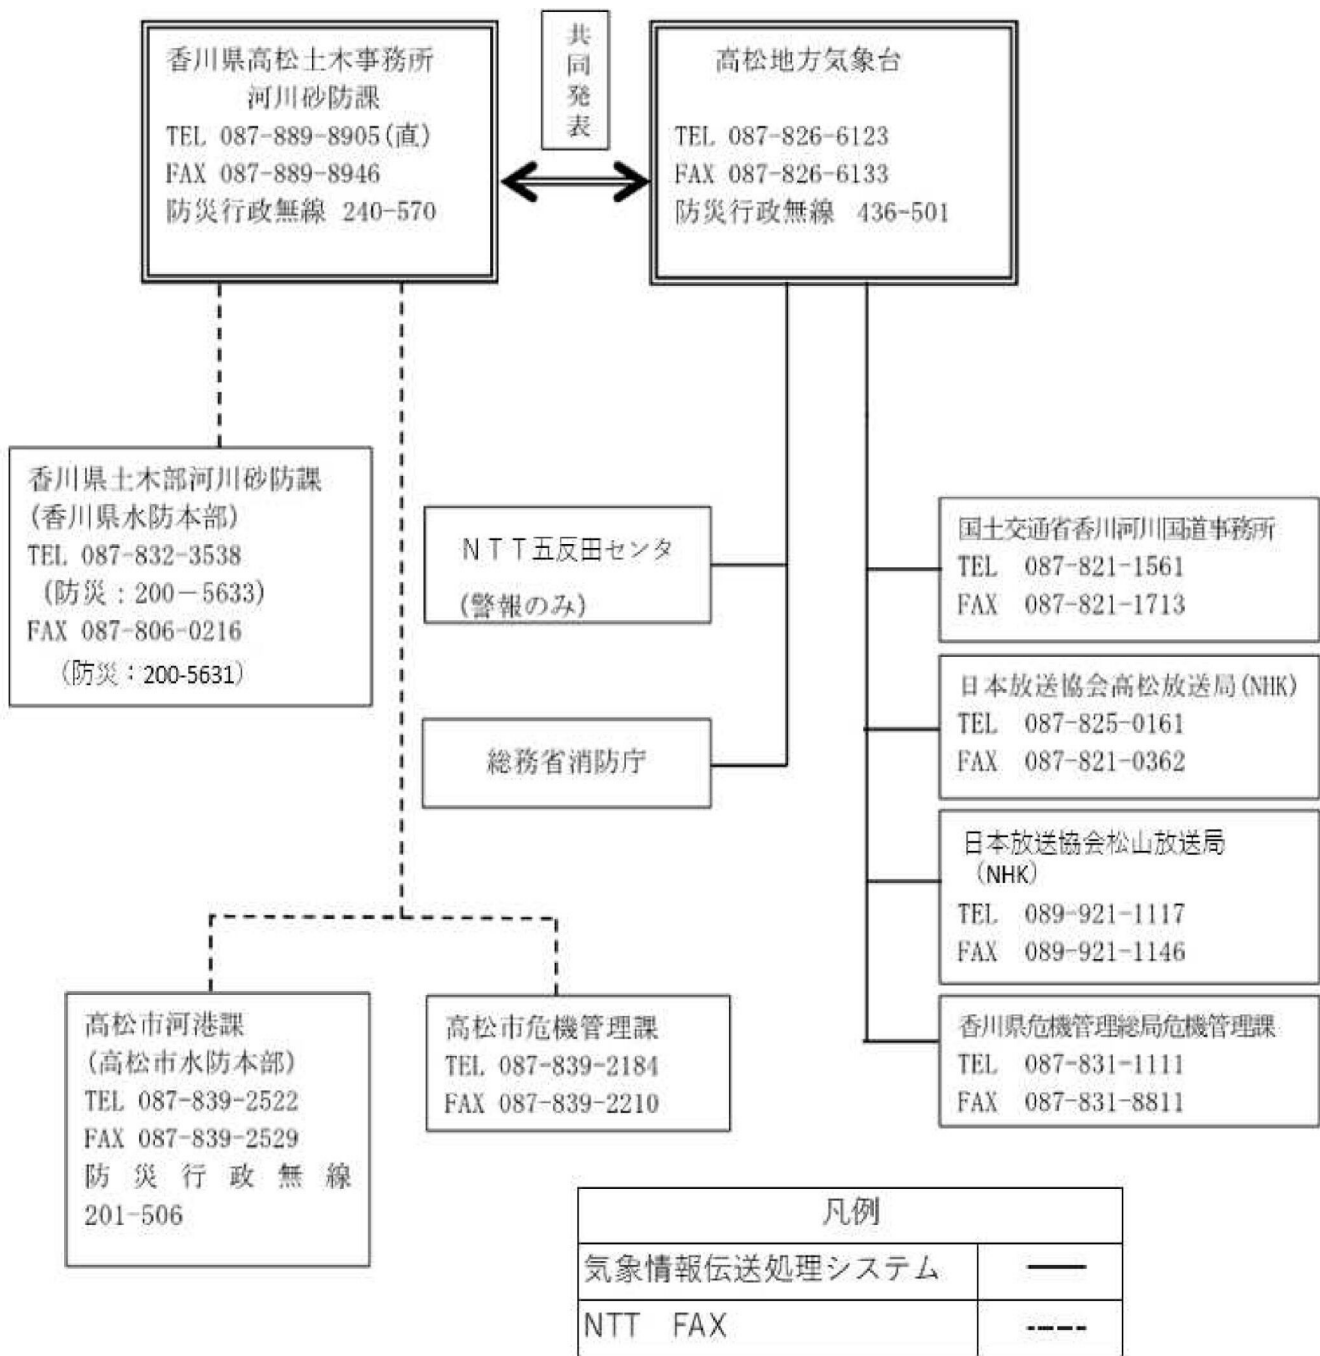 香川県高松土木事務所
河川砂防課
TEL 087-889-8905(直)
FAX 087-889-8946
防災行政無線 240-570
共同発表
高松地方気象台
TEL 087-826-6123
FAX 087-826-6133
防災行政無線 436-501
香川県土木部河川砂防課
(香川県水防本部)
TEL 087-832-3538
(防災：200－5633)
FAX 087-806-0216
(防災：200-5631)
ＮＴＴ五反田センタ
(警報のみ)
総務省消防庁
国土交通省香川河川国道事務所
TEL 087-821-1561
FAX 087-821-1713
日本放送協会高松放送局(NHK)
TEL 087-825-0161
FAX 087-821-0362
日本放送協会松山放送局
(NHK)
TEL 089-921-1117
FAX 089-921-1146
香川県危機管理総局危機管理課
TEL 087-831-1111
FAX 087-831-8811
高松市河港課
(高松市水防本部)
TEL 087-839-2522
FAX 087-839-2529
防災行政無線
201-506
高松市危機管理課
TEL 087-839-2184
FAX 087-839-2210
凡例
気象情報伝送処理システム
NTT FAX